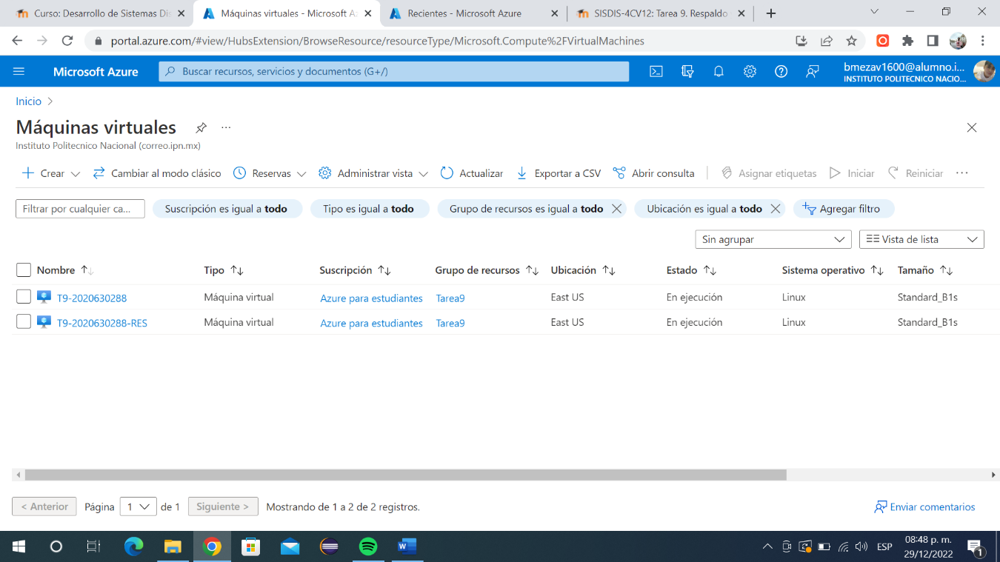 Curso: Desarrollo de Sistemas Dis
Máquinas virtuales - Microsoft A
Recientes - Microsoft Azure
SISDIS-4CV12: Tarea 9. Respaldo
portal.azure.com/#view/HubsExtension/BrowseResource/resourceType/Microsoft.Compute%2FVirtualMachines
Microsoft Azure
Buscar recursos, servicios y documentos (G+/)
bmezav1600@alumno.i...
INSTITUTO POLITECNICO NACIO...
Inicio
Máquinas virtuales
Instituto Politecnico Nacional (correo.ipn.mx)
Crear
Cambiar al modo clásico
Reservas
Administrar vista
Actualizar
Exportar a CSV
Abrir consulta
Asignar etiquetas
Iniciar
Reiniciar
Filtrar por cualquier ca...
Suscripción es igual a todo
Tipo es igual a todo
Grupo de recursos es igual a todo
Ubicación es igual a todo
Agregar filtro
Sin agrupar
Vista de lista
Nombre Tipo Suscripción Grupo de recursos Ubicación Estado Sistema operativo Tamaño
T9-2020630288 Máquina virtual Azure para estudiantes Tarea9 East US En ejecución Linux Standard_B1s
T9-2020630288-RES Máquina virtual Azure para estudiantes Tarea9 East US En ejecución Linux Standard_B1s
< Anterior Página 1 de 1 Siguiente > Mostrando de 1 a 2 de 2 registros.
Enviar comentarios
ESP
08:48 p. m.
29/12/2022
1